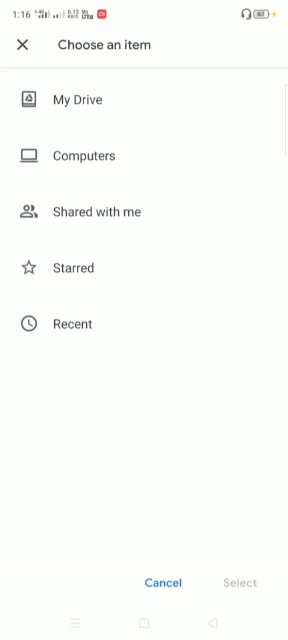 1:16
Choose an item
My Drive
Computers
Shared with me
Starred
Recent
Cancel Select